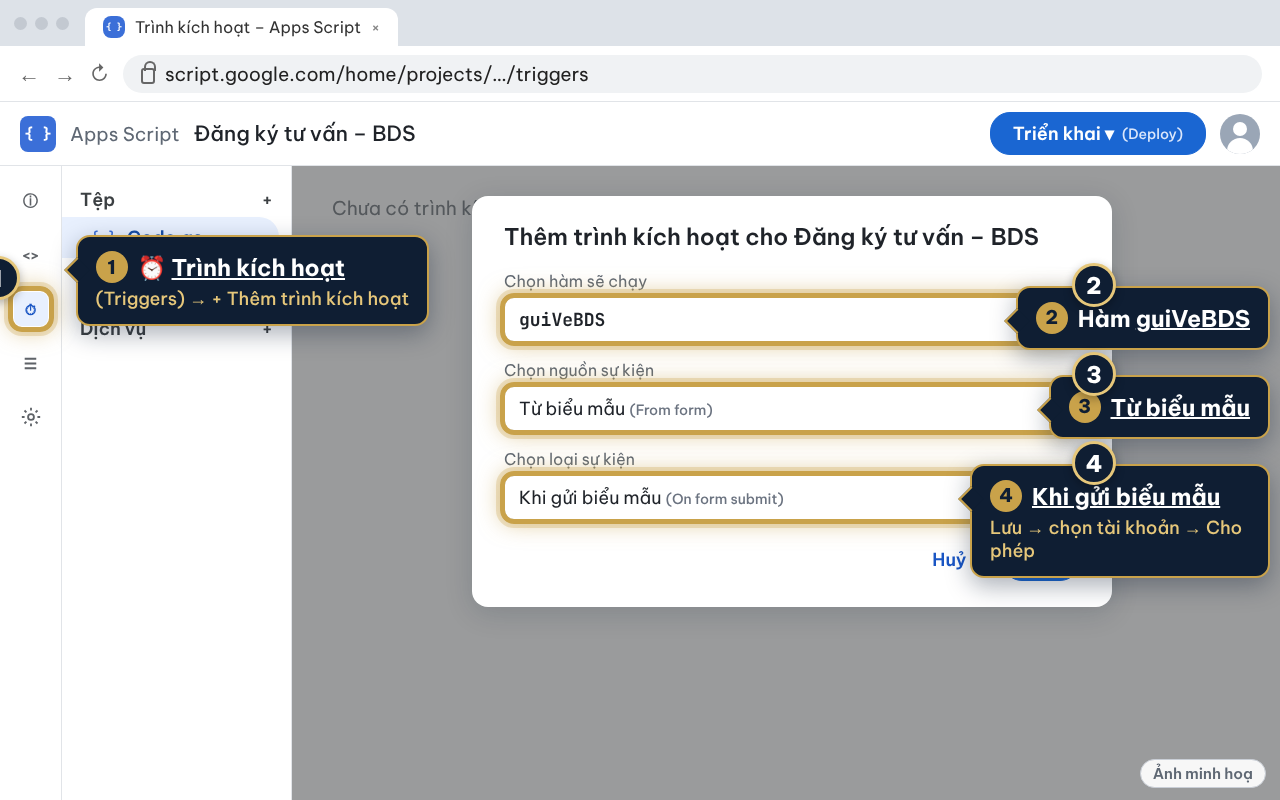 { } Trình kích hoạt – Apps Script ×
script.google.com/home/projects/.../triggers
{ } Apps Script Đăng ký tư vấn – BDS
Triển khai ▾ (Deploy)
Tệp +
Chưa có trình k
Thêm trình kích hoạt cho Đăng ký tư vấn – BDS
1 ⏰ Trình kích hoạt
(Triggers) → + Thêm trình kích hoạt
Dịch vụ +
Chọn hàm sẽ chạy
guiVeBDS
2
2 Hàm guiVeBDS
Chọn nguồn sự kiện
Từ biểu mẫu (From form)
3
3 Từ biểu mẫu
Chọn loại sự kiện
Khi gửi biểu mẫu (On form submit)
4
4 Khi gửi biểu mẫu
Lưu → chọn tài khoản → Cho
phép
Huỷ
Ảnh minh hoạ